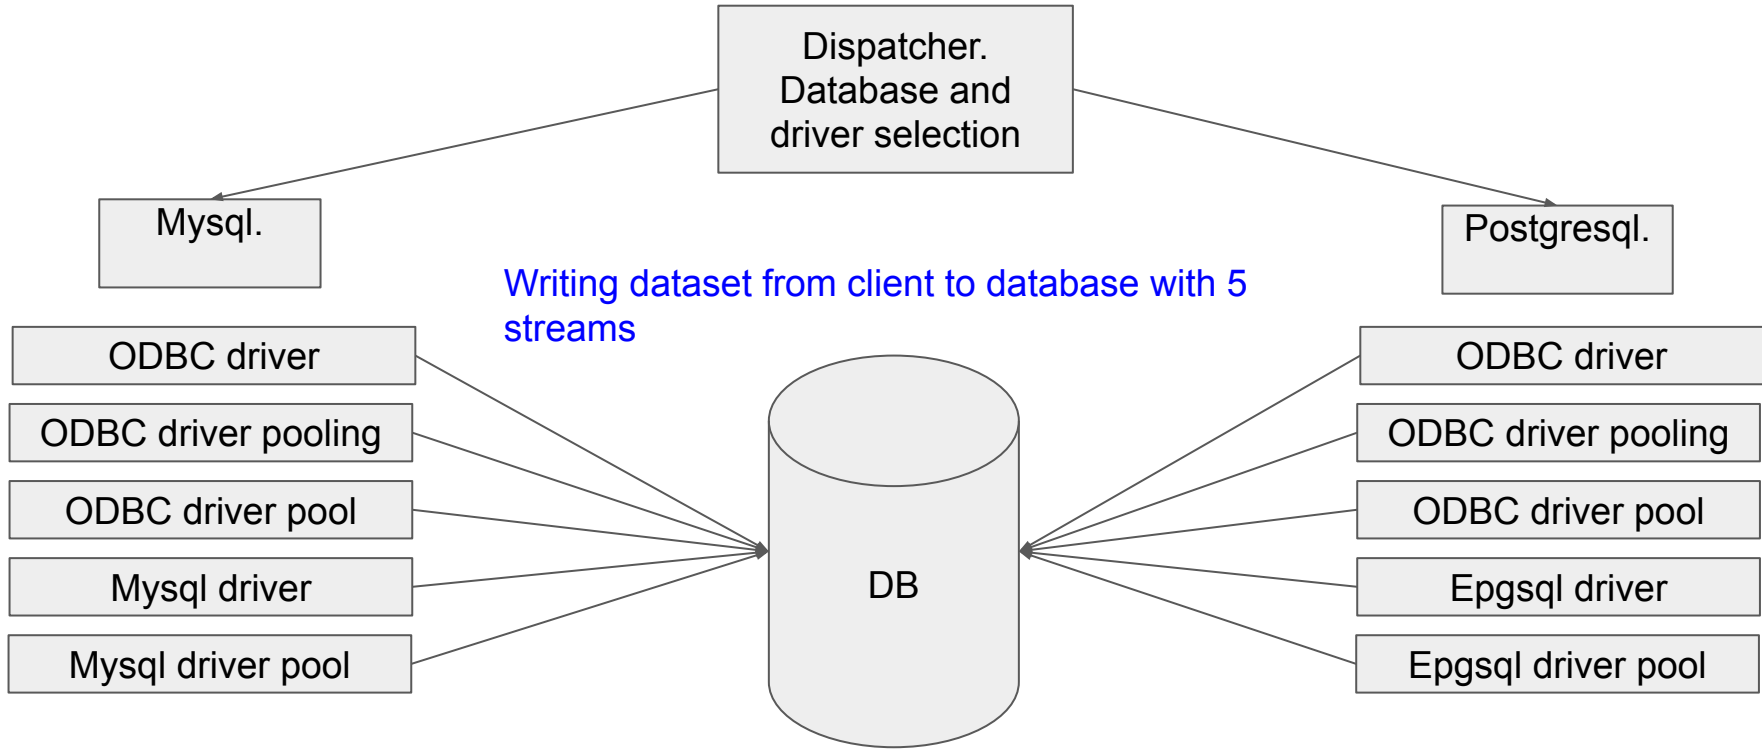 Dispatcher.
Database and
driver selection
Mysql.
Postgresql.
Writing dataset from client to database with 5
streams
ODBC driver
ODBC driver pooling
ODBC driver pool
Mysql driver
Mysql driver pool
DB
ODBC driver
ODBC driver pooling
ODBC driver pool
Epgsql driver
Epgsql driver pool